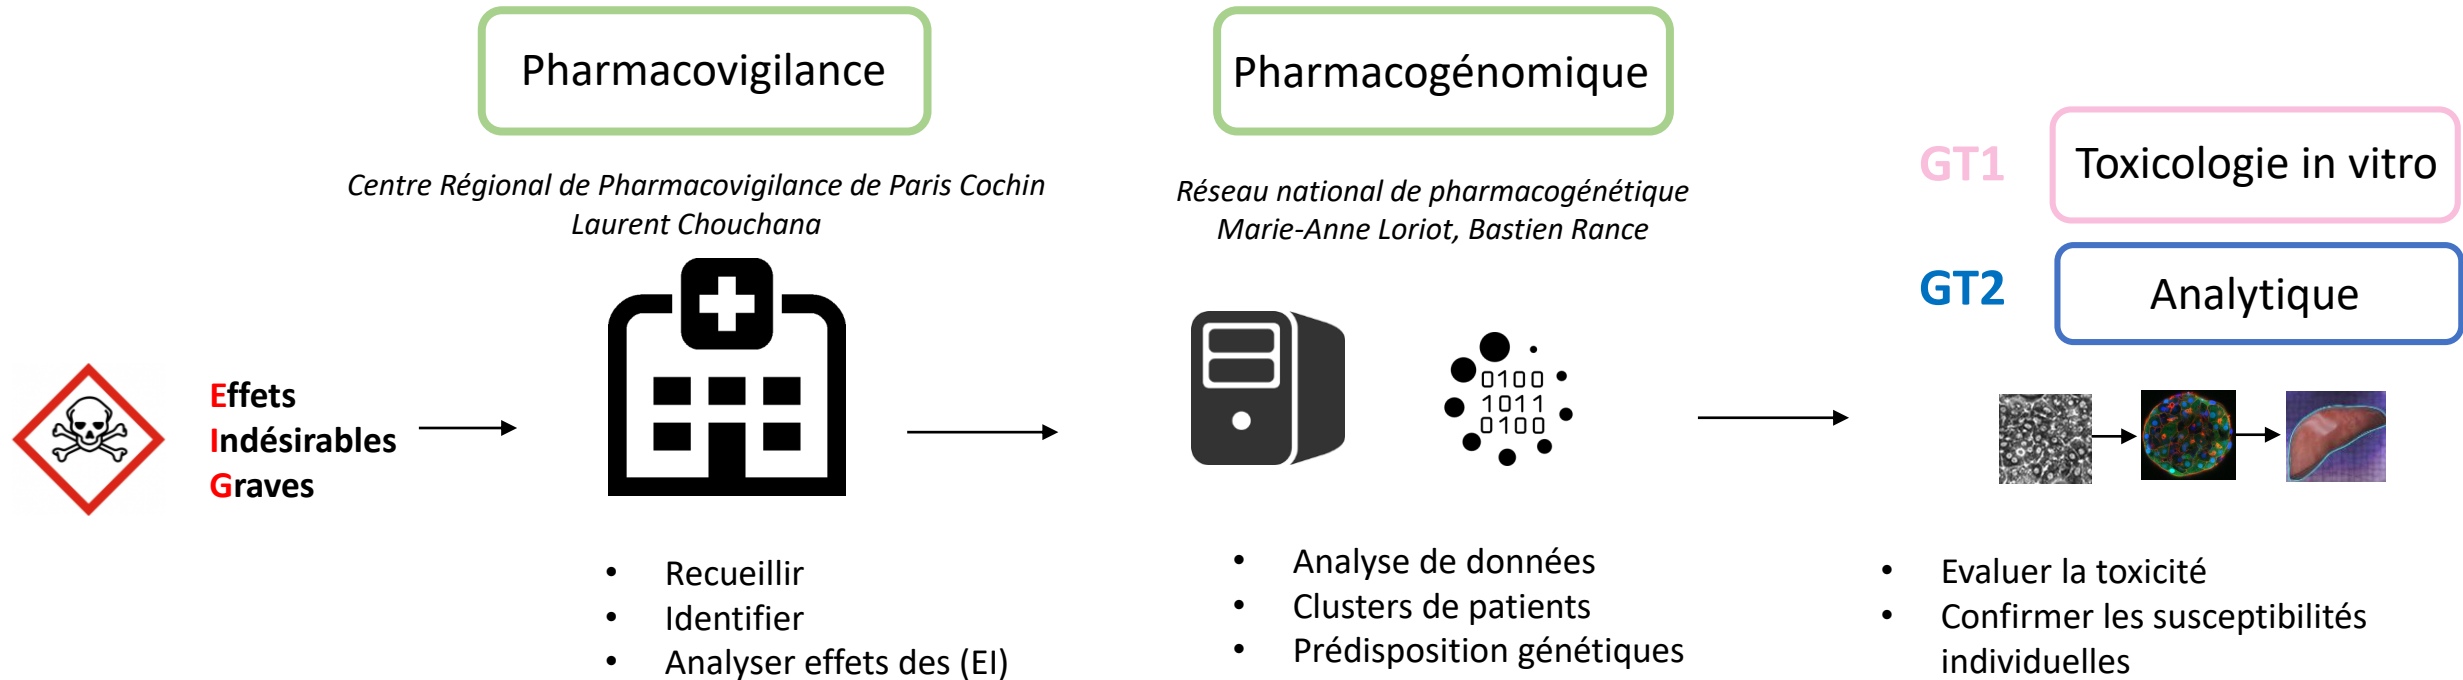 Pharmacovigilance
Centre Régional de Pharmacovigilance de Paris Cochin
Laurent Chouchana
Pharmacogénomique
Réseau national de pharmacogénétique
Marie-Anne Loriot, Bastien Rance
GT1
Toxicologie in vitro
GT2
Analytique
Effets
Indésirables
Graves
0100
1011
0100
• Recueillir
• Identifier
• Analyser effets des (EI)
• Analyse de données
• Clusters de patients
• Prédisposition génétiques
• Evaluer la toxicité
• Confirmer les susceptibilités
individuelles